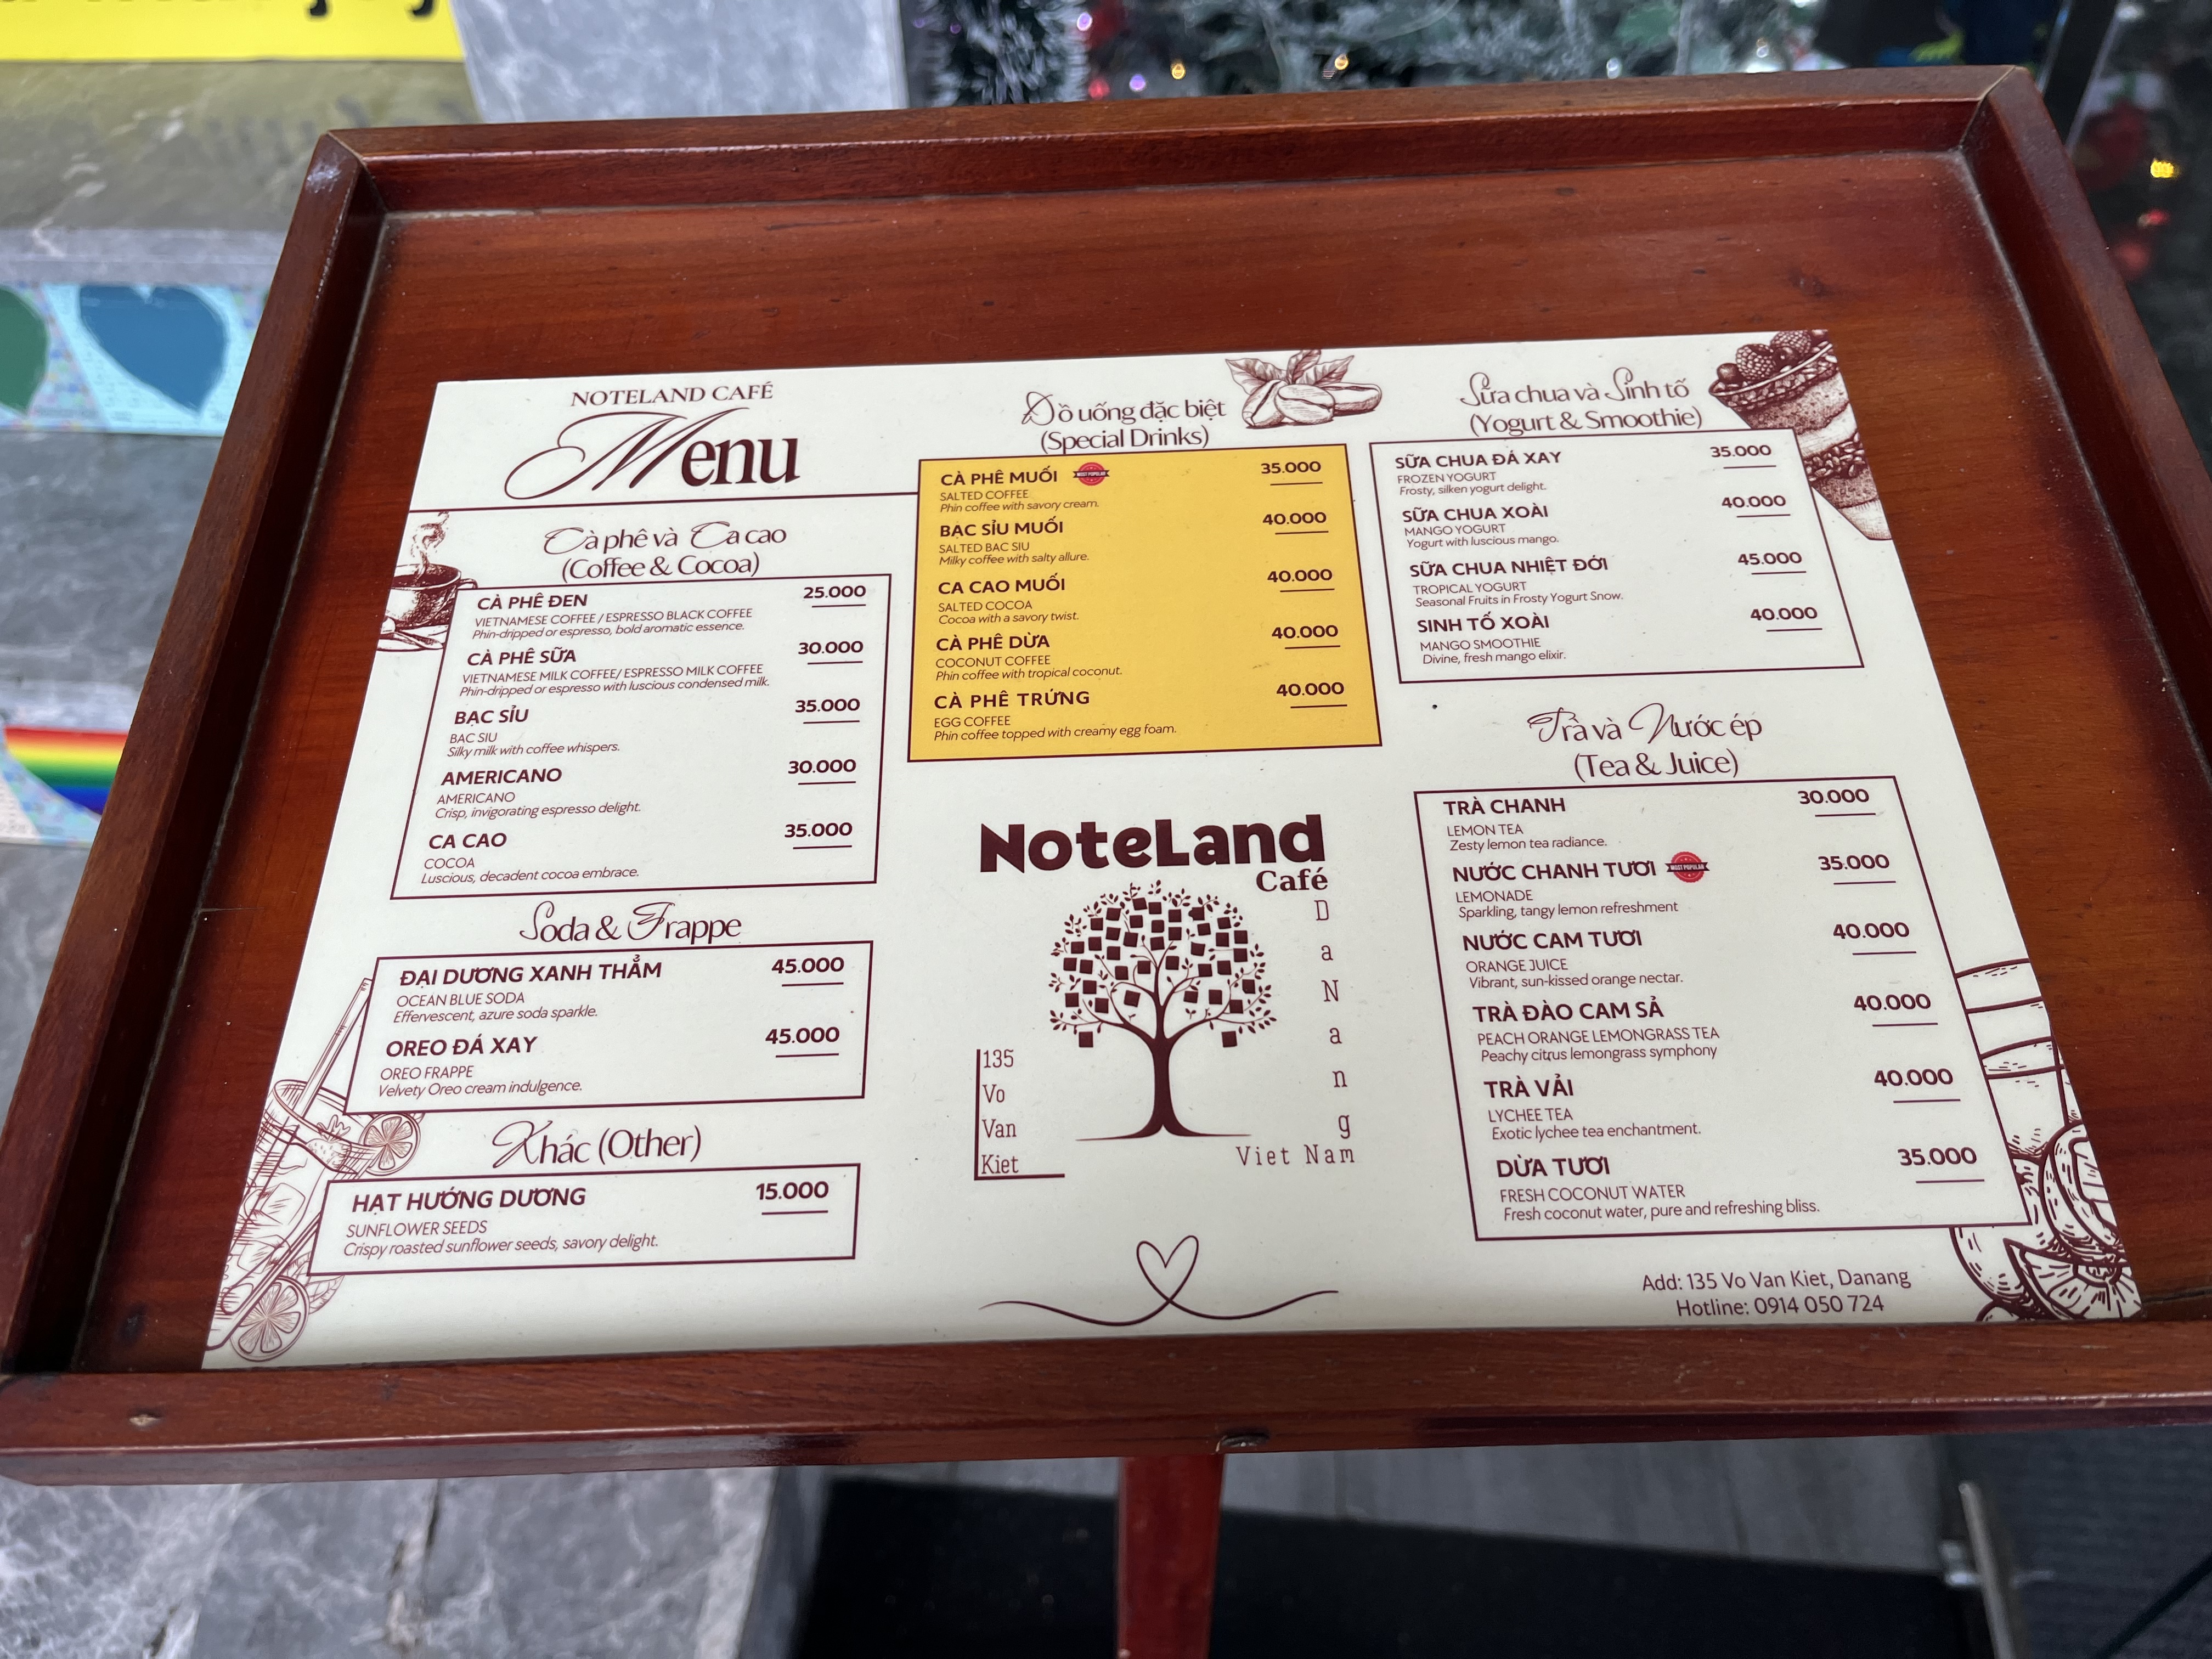 NOTELAND CAFÉ
Menu
Cà phê và Ca cao
(Coffee & Cocoa)
CÀ PHÊ ĐEN 25.000
VIETNAMESE COFFEE / ESPRESSO BLACK COFFEE
Phin-dripped or espresso, bold aromatic essence.
CÀ PHÊ SỮA 30.000
VIETNAMESE MILK COFFEE/ ESPRESSO MILK COFFEE
Phin-dripped or espresso with luscious condensed milk.
BẠC SỈU 35.000
BAC SIU
Silky milk with coffee whispers.
AMERICANO 30.000
AMERICANO
Crisp, invigorating espresso delight.
CA CAO 35.000
COCOA
Luscious, decadent cocoa embrace.
Soda & Frappe
ĐẠI DƯƠNG XANH THẲM 45.000
OCEAN BLUE SODA
Effervescent, azure soda sparkle.
OREO ĐÁ XAY 45.000
OREO FRAPPE
Velvety Oreo cream indulgence.
Khác (Other)
HẠT HƯỚNG DƯƠNG 15.000
SUNFLOWER SEEDS
Crispy roasted sunflower seeds, savory delight.
Đồ uống đặc biệt
(Special Drinks)
CÀ PHÊ MUỐI MOST POPULAR 35.000
SALTED COFFEE
Phin coffee with savory cream.
BẠC SỈU MUỐI 40.000
SALTED BAC SIU
Milky coffee with salty allure.
CA CAO MUỐI 40.000
SALTED COCOA
Cocoa with a savory twist.
CÀ PHÊ DỪA 40.000
COCONUT COFFEE
Phin coffee with tropical coconut.
CÀ PHÊ TRỨNG 40.000
EGG COFFEE
Phin coffee topped with creamy egg foam.
NoteLand
Café
Da Nang
135
Vo
Van
Kiet
Viet Nam
Sữa chua và Sinh tố
(Yogurt & Smoothie)
SỮA CHUA ĐÁ XAY 35.000
FROZEN YOGURT
Frosty, silken yogurt delight.
SỮA CHUA XOÀI 40.000
MANGO YOGURT
Yogurt with luscious mango.
SỮA CHUA NHIỆT ĐỚI 45.000
TROPICAL YOGURT
Seasonal Fruits in Frosty Yogurt Snow.
SINH TỐ XOÀI 40.000
MANGO SMOOTHIE
Divine, fresh mango elixir.
Trà và Nước ép
(Tea & Juice)
TRÀ CHANH 30.000
LEMON TEA
Zesty lemon tea radiance.
NƯỚC CHANH TƯƠI MOST POPULAR 35.000
LEMONADE
Sparkling, tangy lemon refreshment
NƯỚC CAM TƯƠI 40.000
ORANGE JUICE
Vibrant, sun-kissed orange nectar.
TRÀ ĐÀO CAM SẢ 40.000
PEACH ORANGE LEMONGRASS TEA
Peachy citrus lemongrass symphony
TRÀ VẢI 40.000
LYCHEE TEA
Exotic lychee tea enchantment.
DỪA TƯƠI 35.000
FRESH COCONUT WATER
Fresh coconut water, pure and refreshing bliss.
Add: 135 Vo Van Kiet, Danang
Hotline: 0914 050 724